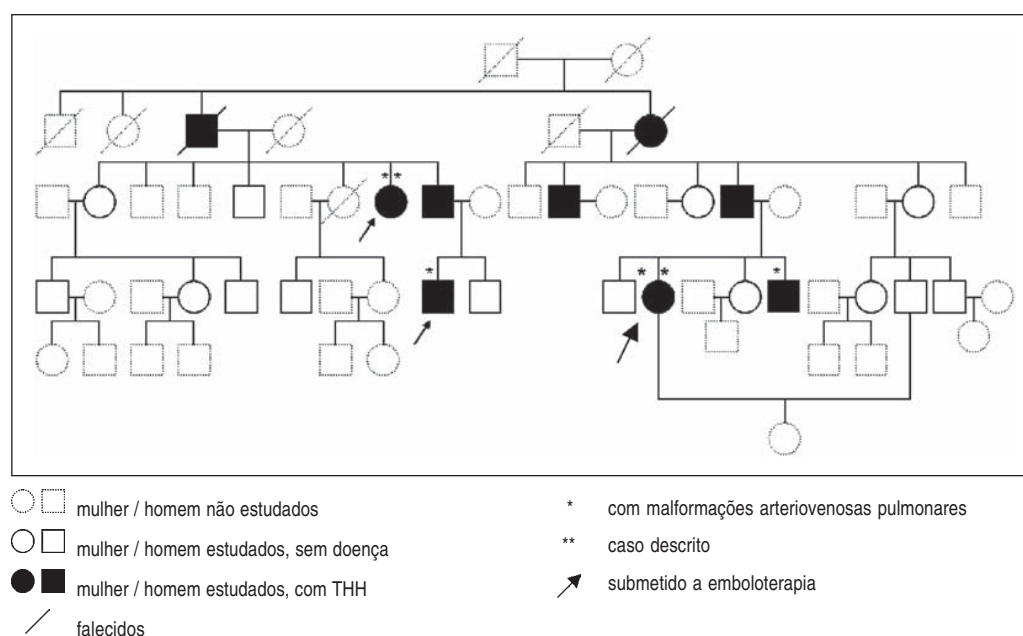 * *
*
* *
*
mulher / homem não estudados
mulher / homem estudados, sem doença
mulher / homem estudados, com THH
falecidos
* com malformações arteriovenosas pulmonares
** caso descrito
submetido a emboloterapia